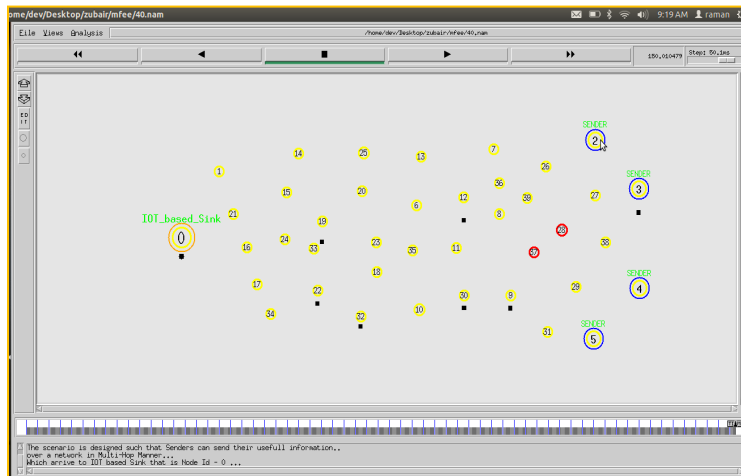 ome/dev/Desktop/zubair/mfee/40.nam
9:19 AM raman
File Views Analysis /home/dev/Desktop/zubair/mfee/40.nam
150.010479 Step: 50.1ms
ED
IT
SENDER
2
7
14 25 13
26
1
SENDER
3
36
15 20 12 39 27
6
IOT_based_Sink 21 8
19
28
0
24 23 38
16 33 35 11
37
18
17 29 SENDER
22 4
30 9
34 32 10
SENDER
31
5
The scenario is designed such that Senders can send their usefull information..
over a network in Multi-Hop Manner...
Which arrive to IOT based Sink that is Node Id - 0 ...